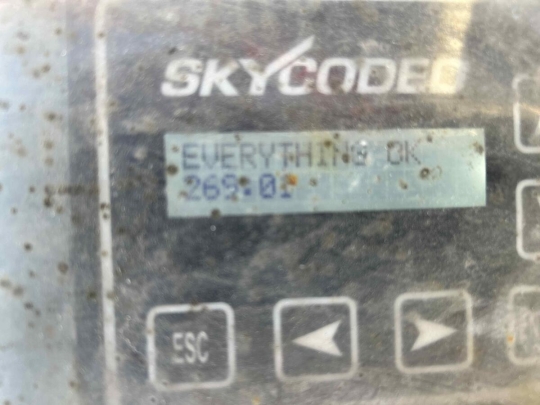 SKYCODED
EVERYTHING OK
269.01
ESC